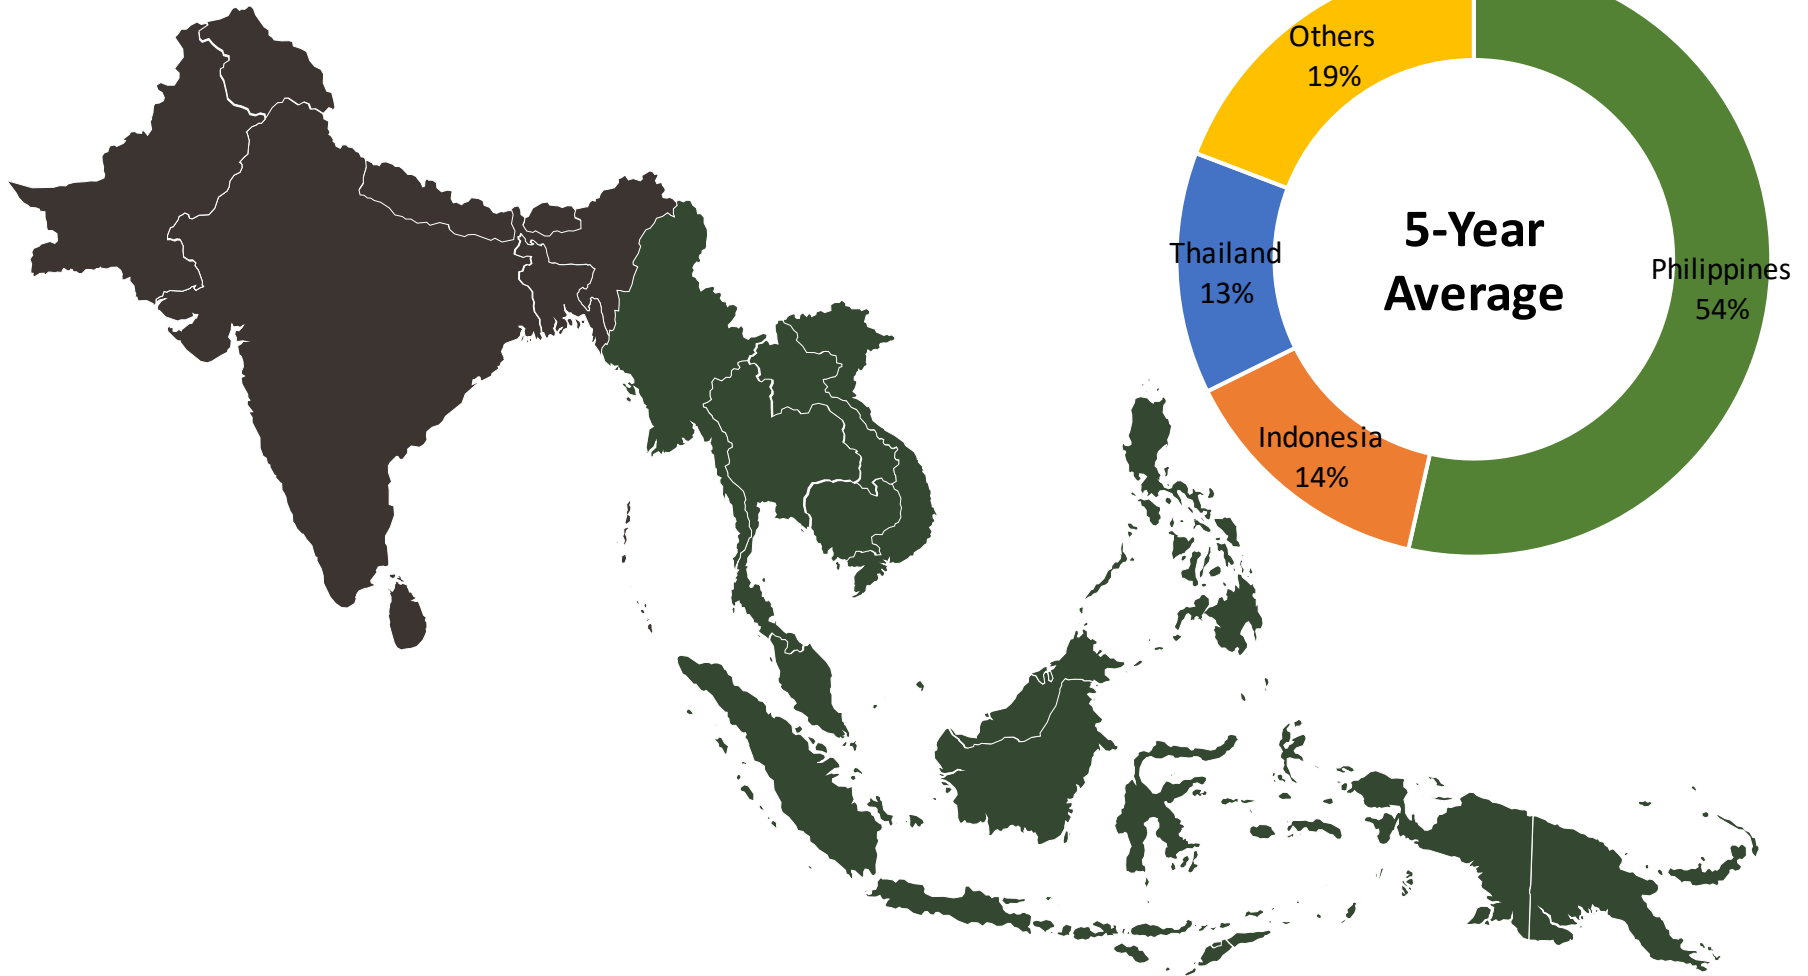 Others
19%
Philippines
54%
Thailand
13%
Indonesia
14%
5-Year
Average